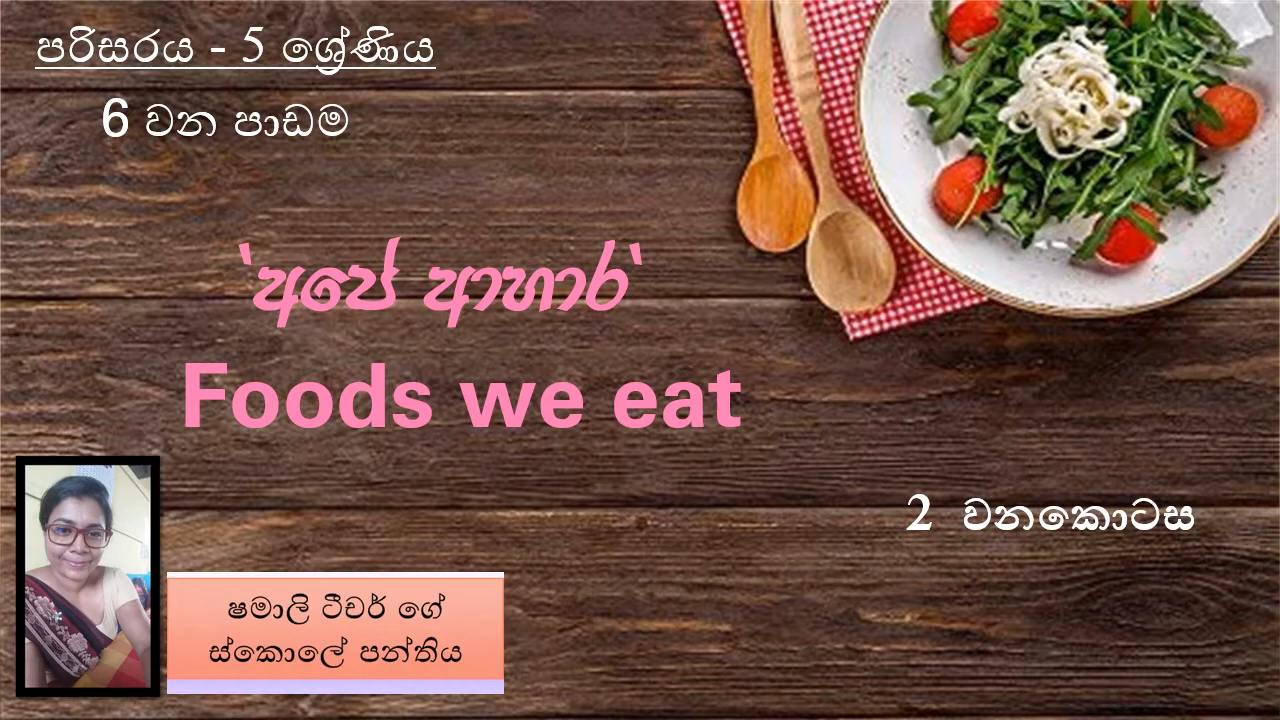 පරිසරය - 5 ශ්‍රේණිය
6 වන පාඩම
‘අපේ ආහාර‘
Foods we eat
2 වනකොටස
ෂමාලි ටීචර් ගේ
ස්කොලේ පන්තිය